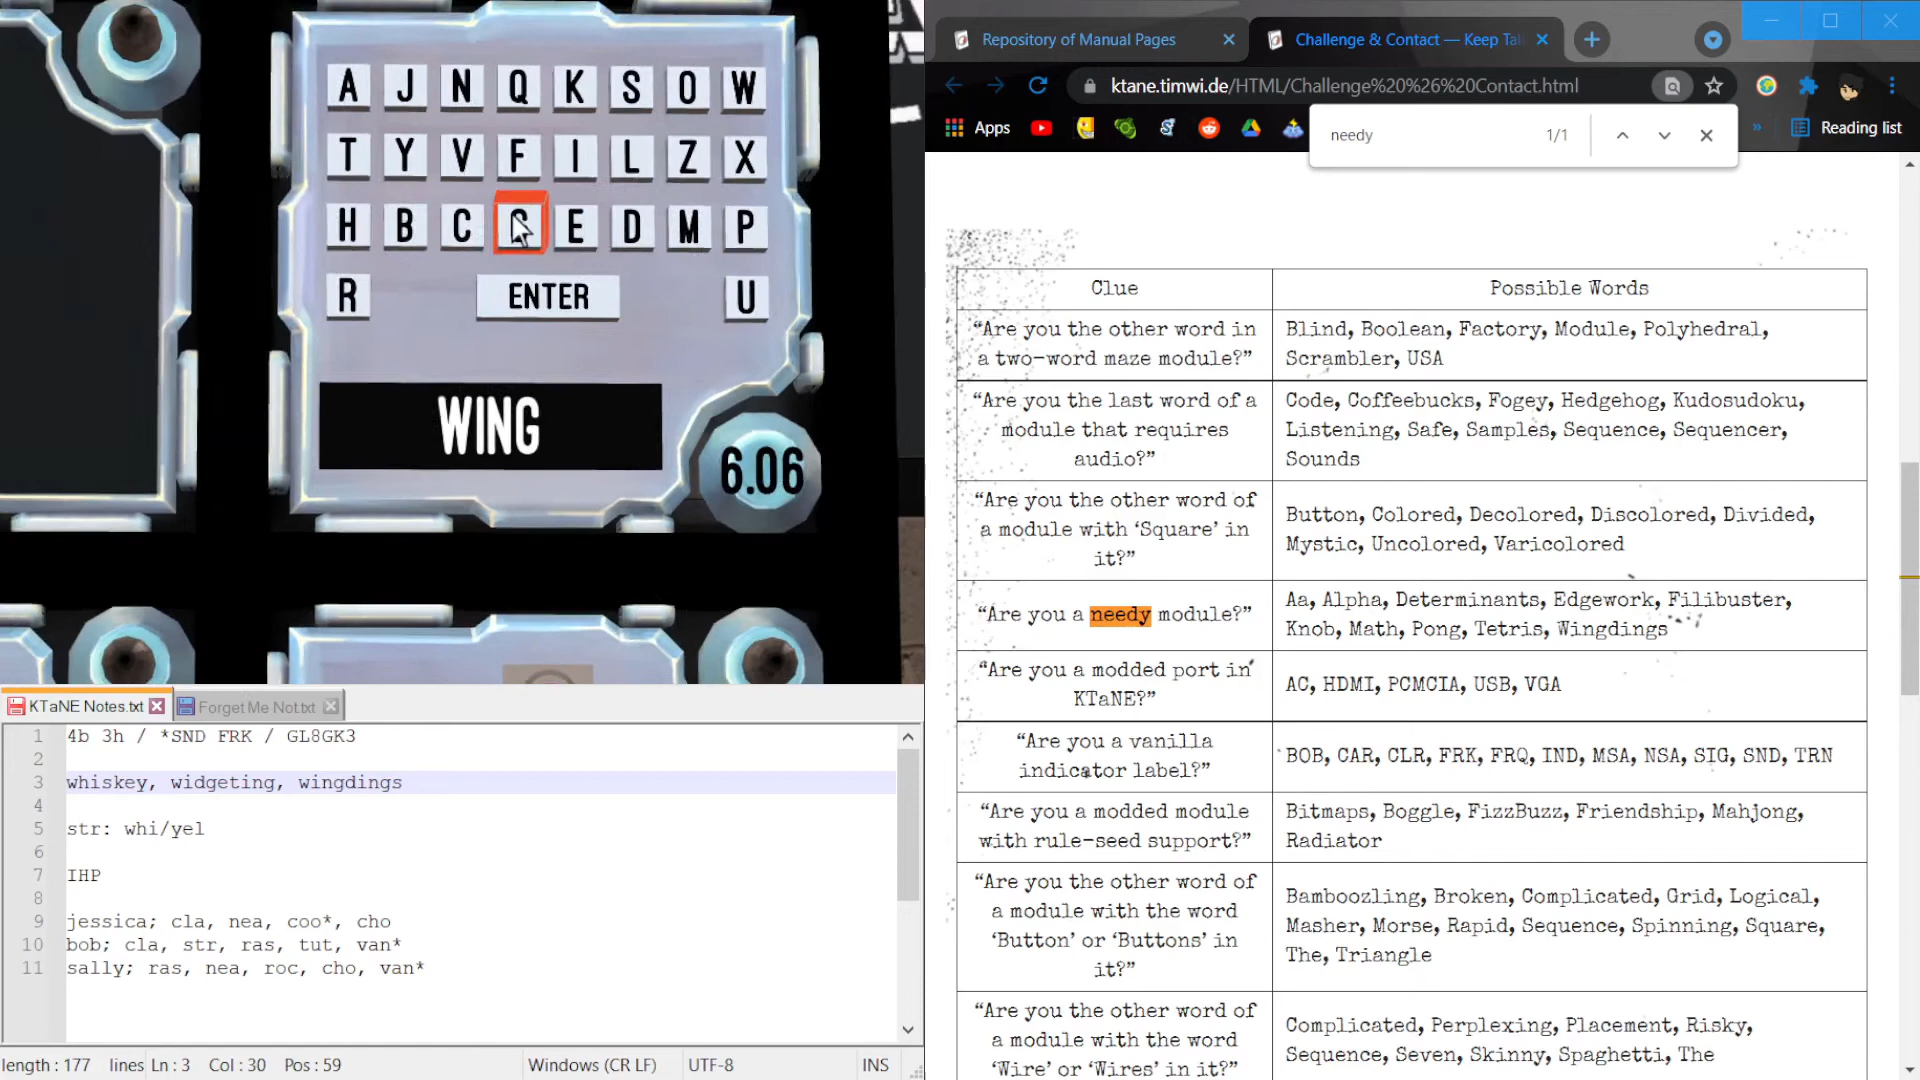 A J N Q K S O W
T Y V F I L Z X
H B C G E D M P
R ENTER U
WING
6.06
KTaNE Notes.txt
Forget Me Not.txt
1 4b 3h / *SND FRK / GL8GK3
2
3 whiskey, widgeting, wingdings
4
5 str: whi/yel
6
7 IHP
8
9 jessica; cla, nea, coo*, cho
10 bob; cla, str, ras, tut, van*
11 sally; ras, nea, roc, cho, van*
length : 177 lines Ln : 3 Col : 30 Pos : 59 Windows (CR LF) UTF-8 INS
Repository of Manual Pages
Challenge & Contact — Keep Tal
ktane.timwi.de/HTML/Challenge%20%26%20Contact.html
Apps
» Reading list
needy 1/1
Clue
Possible Words
“Are you the other word in
a two-word maze module?”
Blind, Boolean, Factory, Module, Polyhedral,
Scrambler, USA
“Are you the last word of a
module that requires
audio?”
Code, Coffeebucks, Fogey, Hedgehog, Kudosudoku,
Listening, Safe, Samples, Sequence, Sequencer,
Sounds
“Are you the other word of
a module with ‘Square’ in
it?”
Button, Colored, Decolored, Discolored, Divided,
Mystic, Uncolored, Varicolored
“Are you a needy module?”
Aa, Alpha, Determinants, Edgework, Filibuster,
Knob, Math, Pong, Tetris, Wingdings
“Are you a modded port in
KTaNE?”
AC, HDMI, PCMCIA, USB, VGA
“Are you a vanilla
indicator label?”
BOB, CAR, CLR, FRK, FRQ, IND, MSA, NSA, SIG, SND, TRN
“Are you a modded module
with rule-seed support?”
Bitmaps, Boggle, FizzBuzz, Friendship, Mahjong,
Radiator
“Are you the other word of
a module with the word
‘Button’ or ‘Buttons’ in
it?”
Bamboozling, Broken, Complicated, Grid, Logical,
Masher, Morse, Rapid, Sequence, Spinning, Square,
The, Triangle
“Are you the other word of
a module with the word
‘Wire’ or ‘Wires’ in it?”
Complicated, Perplexing, Placement, Risky,
Sequence, Seven, Skinny, Spaghetti, The